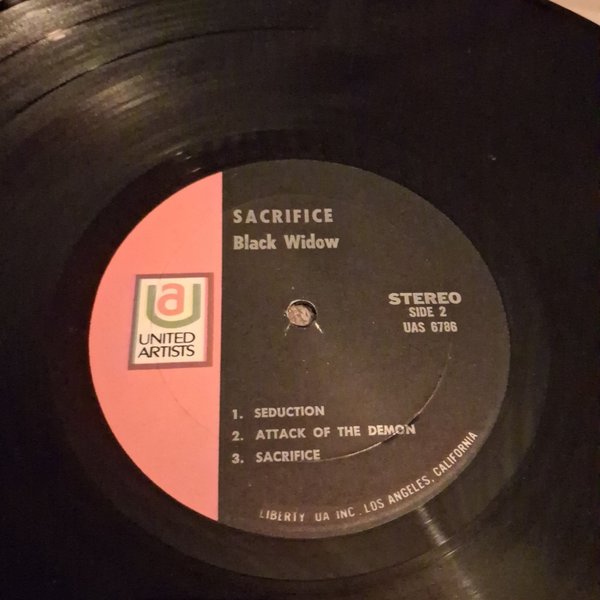 SACRIFICE
Black Widow
ua
UNITED
ARTISTS
STEREO
SIDE 2
UAS 6786
1. SEDUCTION
2. ATTACK OF THE DEMON
3. SACRIFICE
LIBERTY UA INC. LOS ANGELES, CALIFORNIA